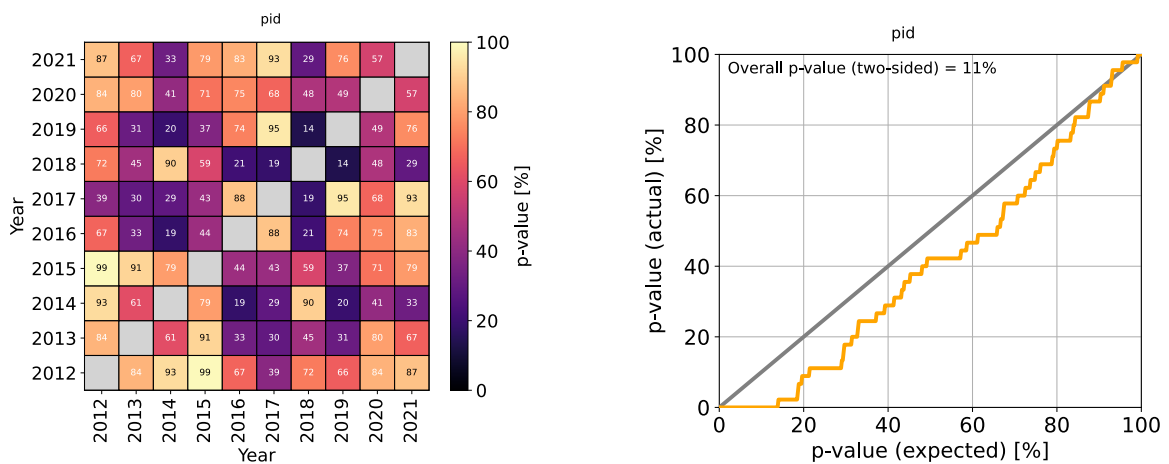 pid
2021 87 67 33 79 83 93 29 76 57
2020 84 80 41 71 75 68 48 49 57
2019 66 31 20 37 74 95 14 49 76
2018 72 45 90 59 21 19 14 48 29
2017 39 30 29 43 88 19 95 68 93
2016 67 33 19 44 88 21 74 75 83
2015 99 91 79 44 43 59 37 71 79
2014 93 61 79 19 29 90 20 41 33
2013 84 61 91 33 30 45 31 80 67
2012 84 93 99 67 39 72 66 84 87
Year
2012 2013 2014 2015 2016 2017 2018 2019 2020 2021
Year
100
80
60
40
20
0
p-value [%]
pid
Overall p-value (two-sided) = 11%
100
80
60
40
20
0
p-value (actual) [%]
0 20 40 60 80 100
p-value (expected) [%]